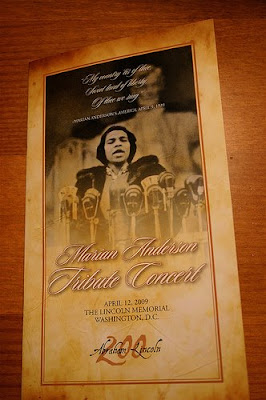 "My country 'tis of thee,
Sweet land of liberty...
Of thee we sing"
MARIAN ANDERSON'S AMERICA, APRIL 9, 1939
Marian Anderson
Tribute Concert
APRIL 12, 2009
THE LINCOLN MEMORIAL
WASHINGTON, D.C.
200
Abraham Lincoln